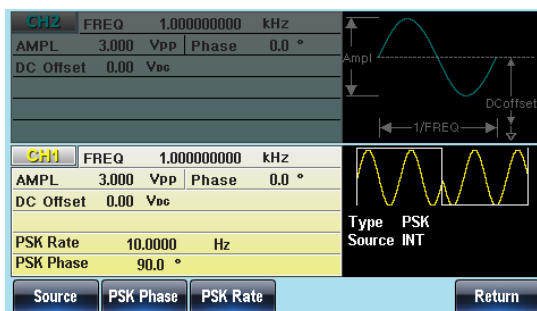 CH2 FREQ 1.000000000 kHz
AMPL 3.000 VPP Phase 0.0 °
DC Offset 0.00 VDC
Ampl
DCoffset
1/FREQ
CH1 FREQ 1.000000000 kHz
AMPL 3.000 VPP Phase 0.0 °
DC Offset 0.00 VDC
PSK Rate 10.0000 Hz
PSK Phase 90.0 °
Type PSK
Source INT
Source PSK Phase PSK Rate Return